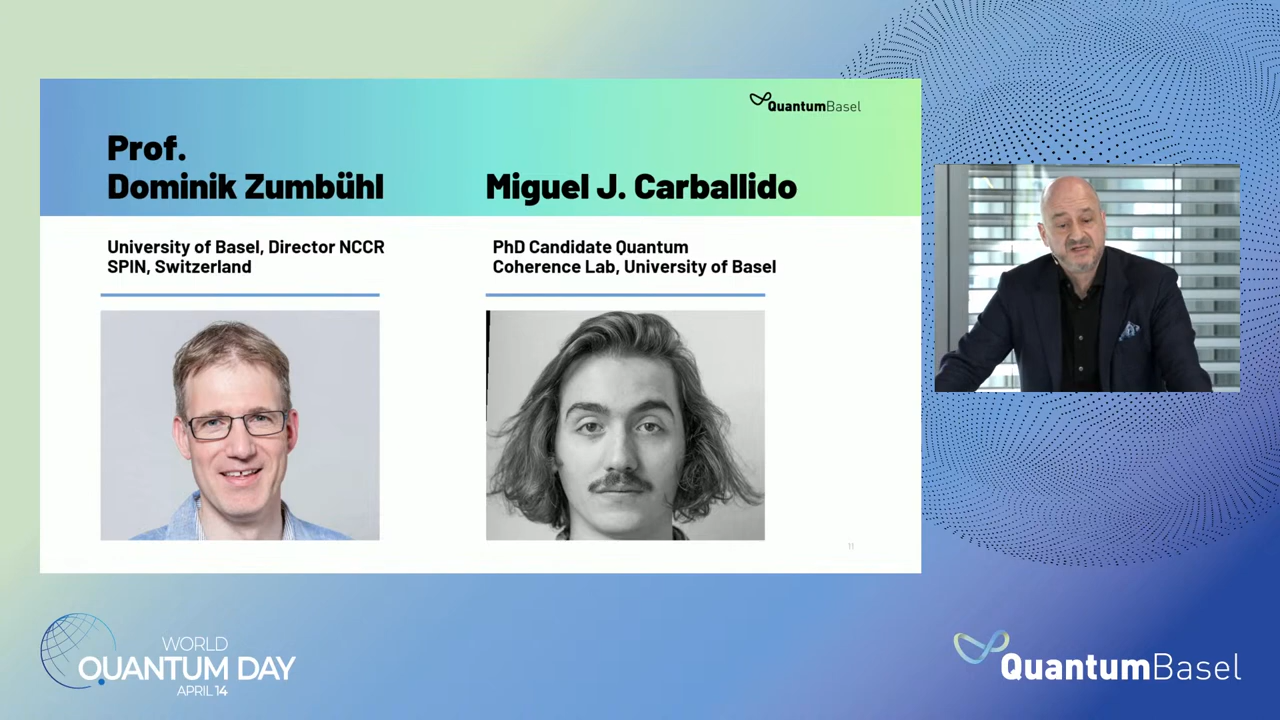 QuantumBasel
Prof.
Dominik Zumbühl
Miguel J. Carballido
University of Basel, Director NCCR
SPIN, Switzerland
PhD Candidate Quantum
Coherence Lab, University of Basel
11
WORLD
QUANTUM DAY
APRIL 14
QuantumBasel